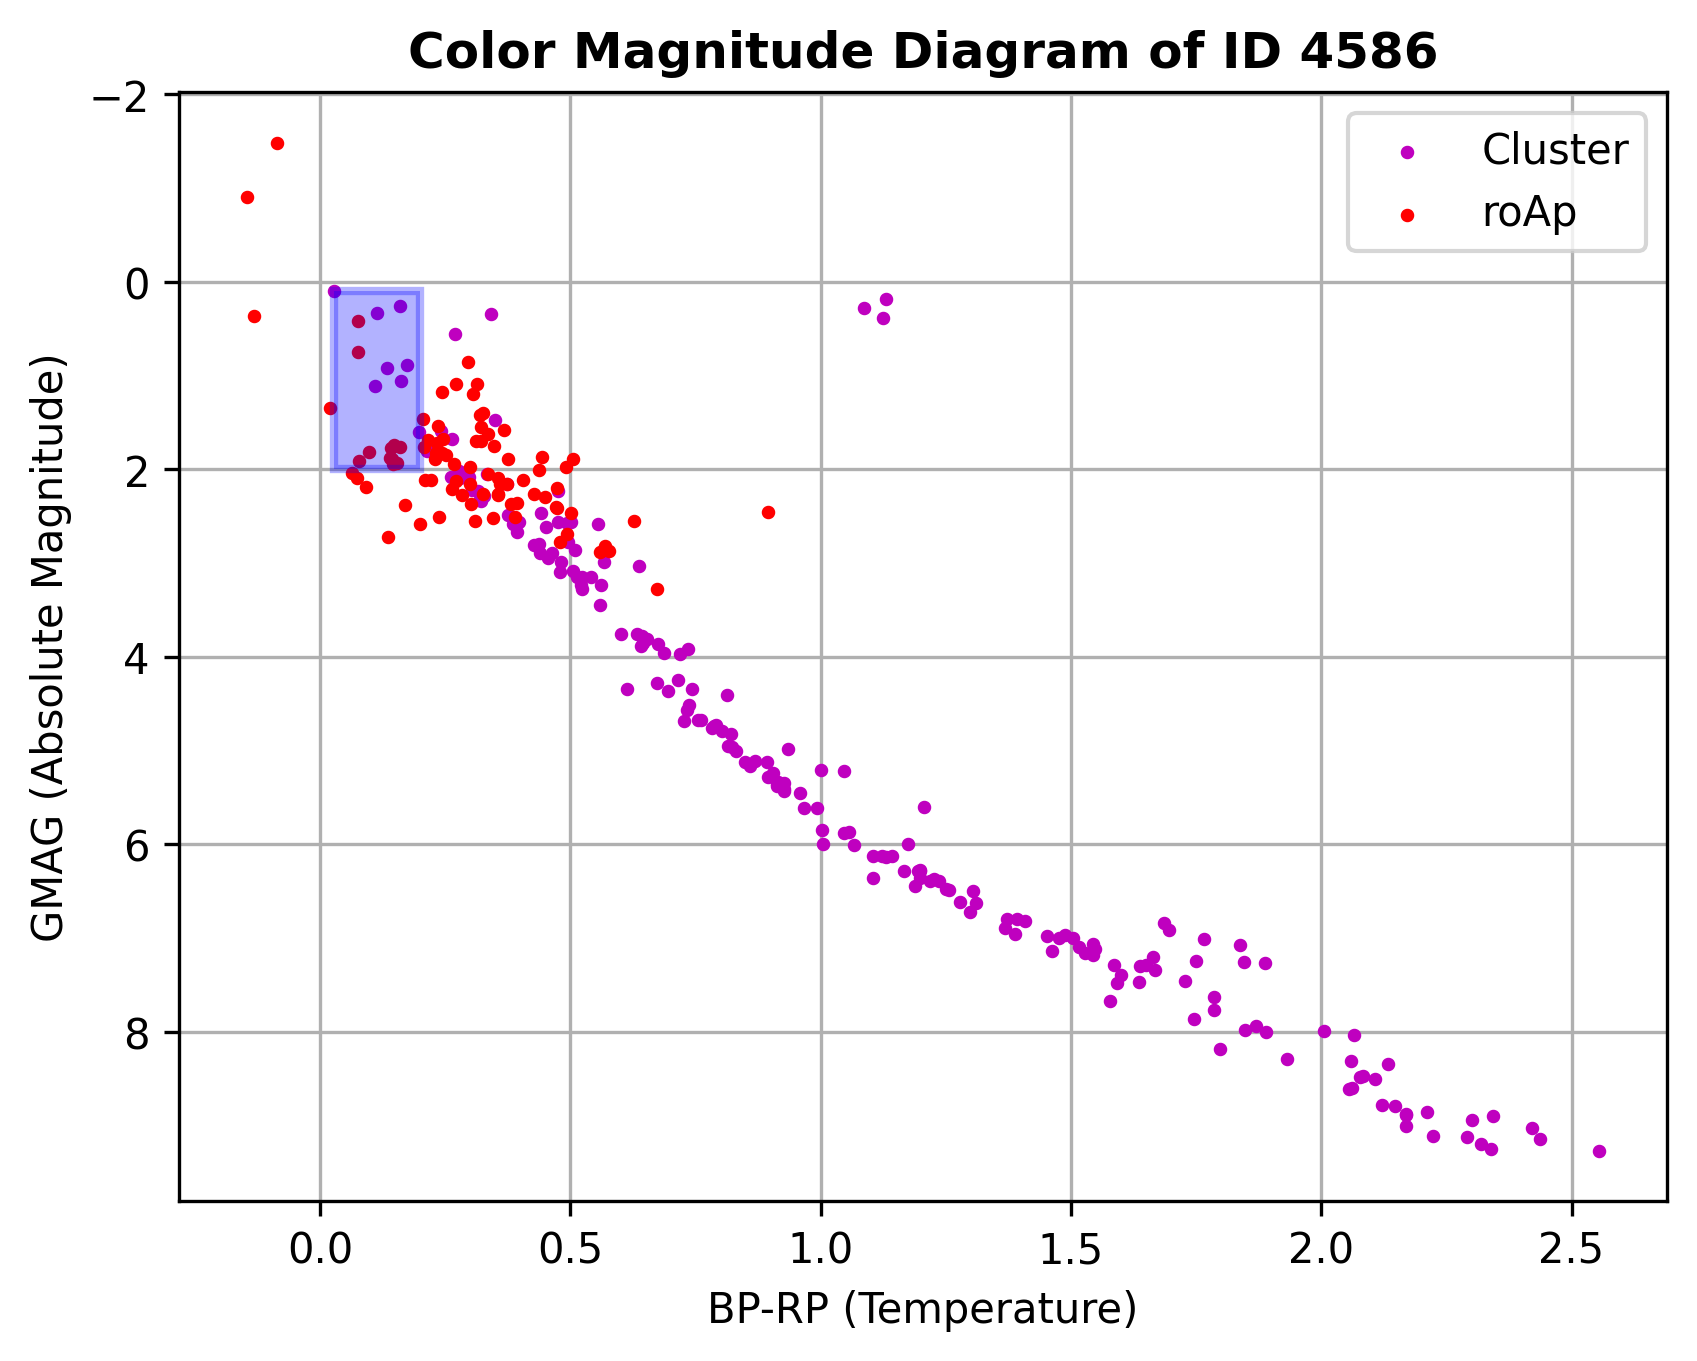 Color Magnitude Diagram of ID 4586
−2
0
2
4
6
8
GMAG (Absolute Magnitude)
Cluster
roAp
0.0 0.5 1.0 1.5 2.0 2.5
BP-RP (Temperature)